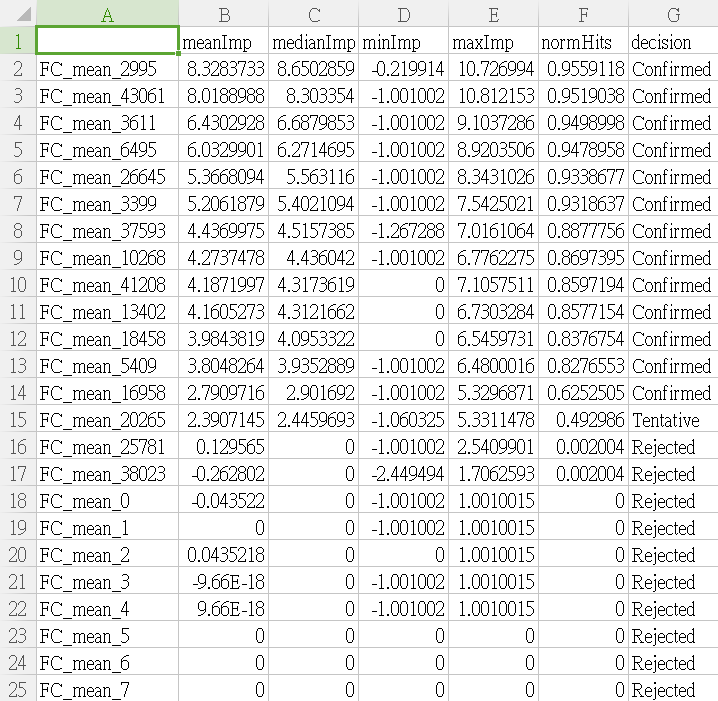 A B C D E F G
1 meanImp medianImp minImp maxImp normHits decision
2 FC_mean_2995 8.3283733 8.6502859 -0.219914 10.726994 0.9559118 Confirmed
3 FC_mean_43061 8.0188988 8.303354 -1.001002 10.812153 0.9519038 Confirmed
4 FC_mean_3611 6.4302928 6.6879853 -1.001002 9.1037286 0.9498998 Confirmed
5 FC_mean_6495 6.0329901 6.2714695 -1.001002 8.9203506 0.9478958 Confirmed
6 FC_mean_26645 5.3668094 5.563116 -1.001002 8.3431026 0.9338677 Confirmed
7 FC_mean_3399 5.2061879 5.4021094 -1.001002 7.5425021 0.9318637 Confirmed
8 FC_mean_37593 4.4369975 4.5157385 -1.267288 7.0161064 0.8877756 Confirmed
9 FC_mean_10268 4.2737478 4.436042 -1.001002 6.7762275 0.8697395 Confirmed
10 FC_mean_41208 4.1871997 4.3173619 0 7.1057511 0.8597194 Confirmed
11 FC_mean_13402 4.1605273 4.3121662 0 6.7303284 0.8577154 Confirmed
12 FC_mean_18458 3.9843819 4.0953322 0 6.5459731 0.8376754 Confirmed
13 FC_mean_5409 3.8048264 3.9352889 -1.001002 6.4800016 0.8276553 Confirmed
14 FC_mean_16958 2.7909716 2.901692 -1.001002 5.3296871 0.6252505 Confirmed
15 FC_mean_20265 2.3907145 2.4459693 -1.060325 5.3311478 0.492986 Tentative
16 FC_mean_25781 0.129565 0 -1.001002 2.5409901 0.002004 Rejected
17 FC_mean_38023 -0.262802 0 -2.449494 1.7062593 0.002004 Rejected
18 FC_mean_0 -0.043522 0 -1.001002 1.0010015 0 Rejected
19 FC_mean_1 0 0 -1.001002 1.0010015 0 Rejected
20 FC_mean_2 0.0435218 0 0 1.0010015 0 Rejected
21 FC_mean_3 -9.66E-18 0 -1.001002 1.0010015 0 Rejected
22 FC_mean_4 9.66E-18 0 -1.001002 1.0010015 0 Rejected
23 FC_mean_5 0 0 0 0 0 Rejected
24 FC_mean_6 0 0 0 0 0 Rejected
25 FC_mean_7 0 0 0 0 0 Rejected